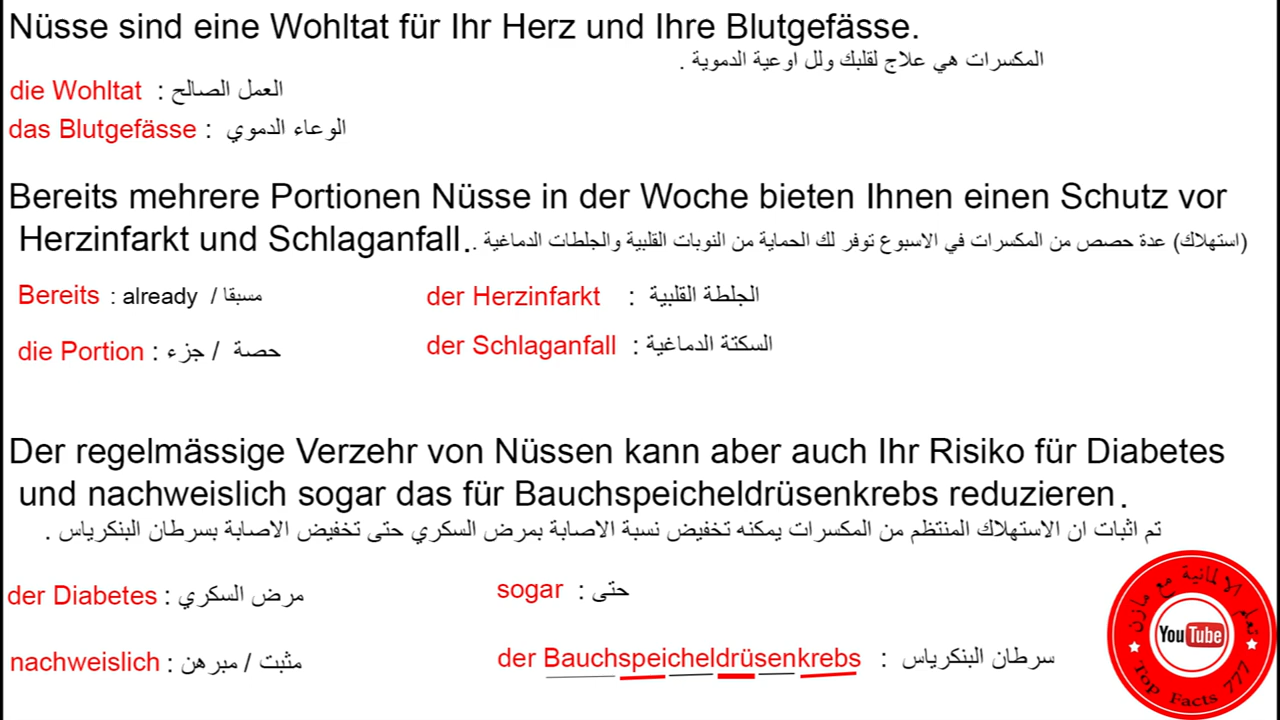 Nüsse sind eine Wohltat für Ihr Herz und Ihre Blutgefässe.
المكسرات هي علاج لقلبك ولل اوعية الدموية .
die Wohltat : العمل الصالح
das Blutgefässe : الوعاء الدموي
Bereits mehrere Portionen Nüsse in der Woche bieten Ihnen einen Schutz vor
Herzinfarkt und Schlaganfall. (استهلاك) عدة حصص من المكسرات في الاسبوع توفر لك الحماية من النوبات القلبية والجلطات الدماغية .
Bereits : already / مسبقا
der Herzinfarkt : الجلطة القلبية
die Portion : جزء / حصة
der Schlaganfall : السكتة الدماغية
Der regelmässige Verzehr von Nüssen kann aber auch Ihr Risiko für Diabetes
und nachweislich sogar das für Bauchspeicheldrüsenkrebs reduzieren.
تم اثبات ان الاستهلاك المنتظم من المكسرات يمكنه تخفيض نسبة الاصابة بمرض السكري حتى تخفيض الاصابة بسرطان البنكرياس .
der Diabetes : مرض السكري
sogar : حتى
nachweislich : مثبت / مبرهن
der Bauchspeicheldrüsenkrebs : سرطان البنكرياس
تعلم الالمانية مع مازن
YouTube
Top Facts 777